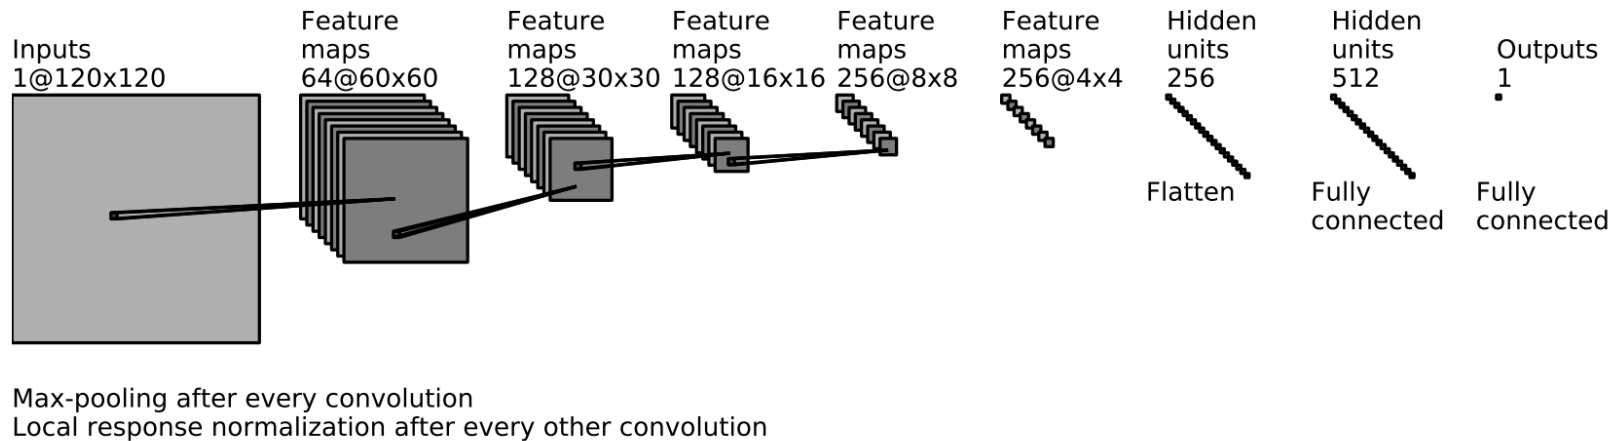 Inputs
1@120x120
Feature
maps
64@60x60
Feature
maps
128@30x30
Feature
maps
128@16x16
Feature
maps
256@8x8
Feature
maps
256@4x4
Hidden
units
256
Hidden
units
512
Outputs
1
Flatten
Fully
connected
Fully
connected
Max-pooling after every convolution
Local response normalization after every other convolution